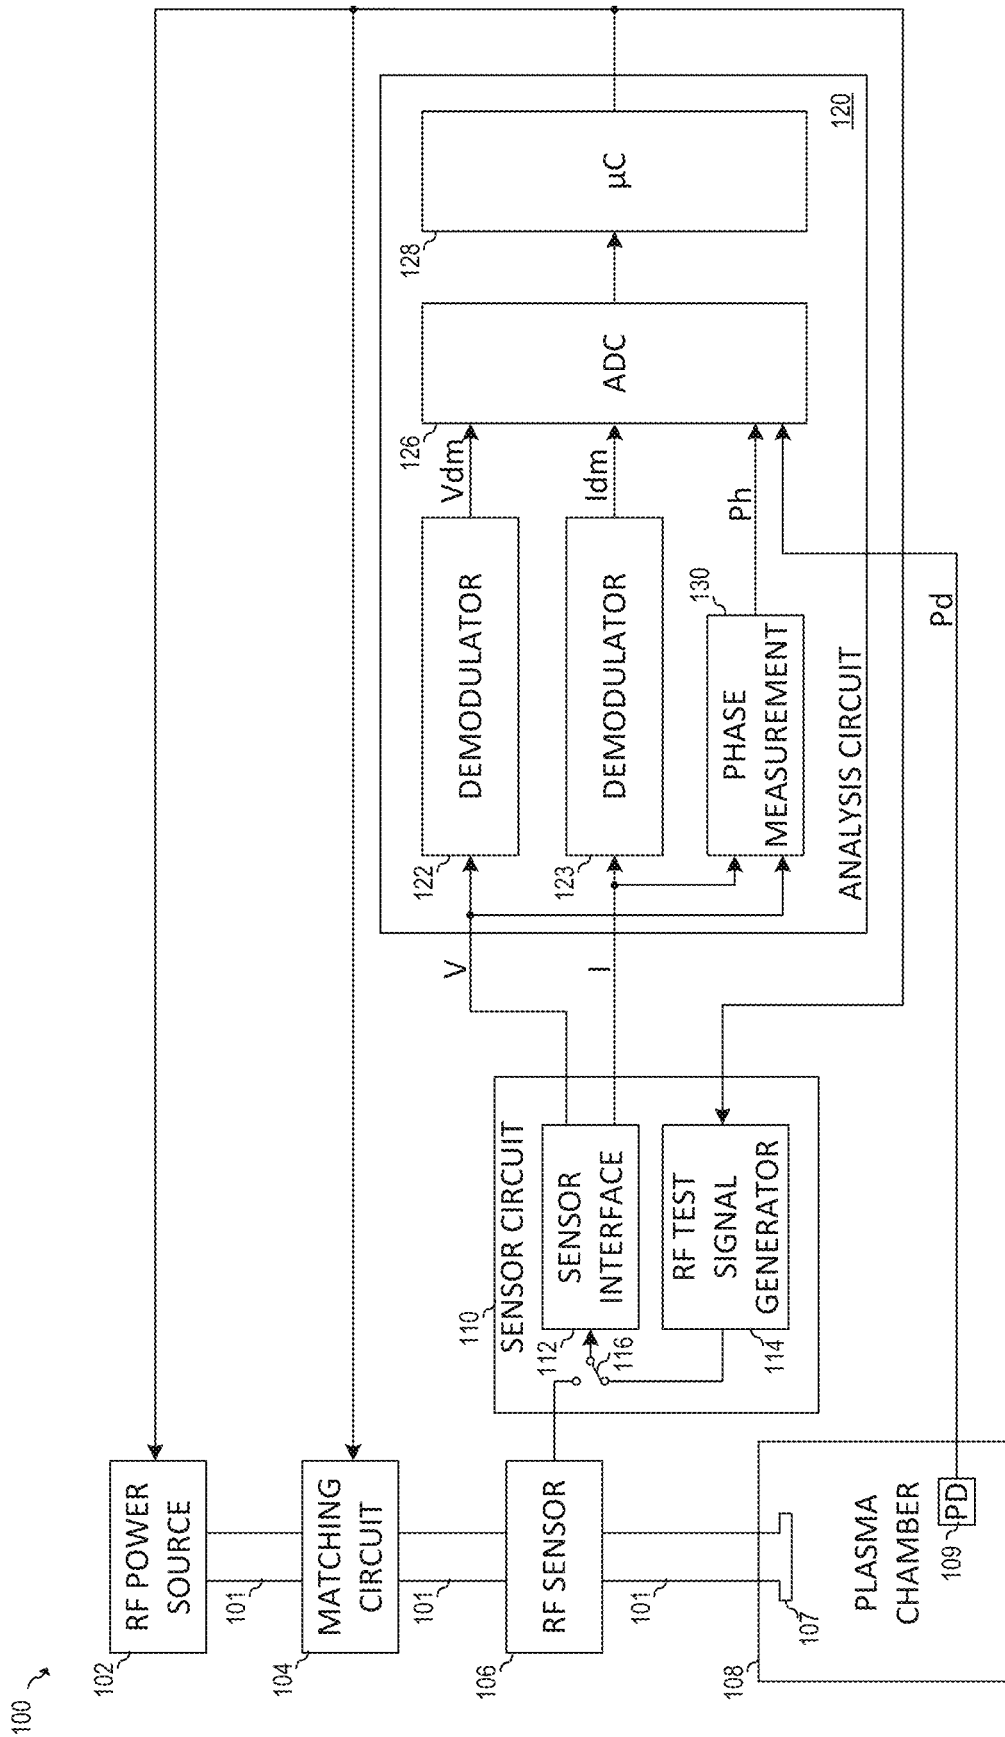 100
102
RF POWER
SOURCE
101
104
MATCHING
CIRCUIT
101
106
RF SENSOR
101
107
108
PLASMA
CHAMBER
109
PD
110
SENSOR CIRCUIT
112
SENSOR
INTERFACE
116
RF TEST
SIGNAL
GENERATOR
114
V
I
122
DEMODULATOR
Vdm
123
DEMODULATOR
Idm
130
PHASE
MEASUREMENT
Ph
ANALYSIS CIRCUIT
Pd
126
ADC
128
µC
120